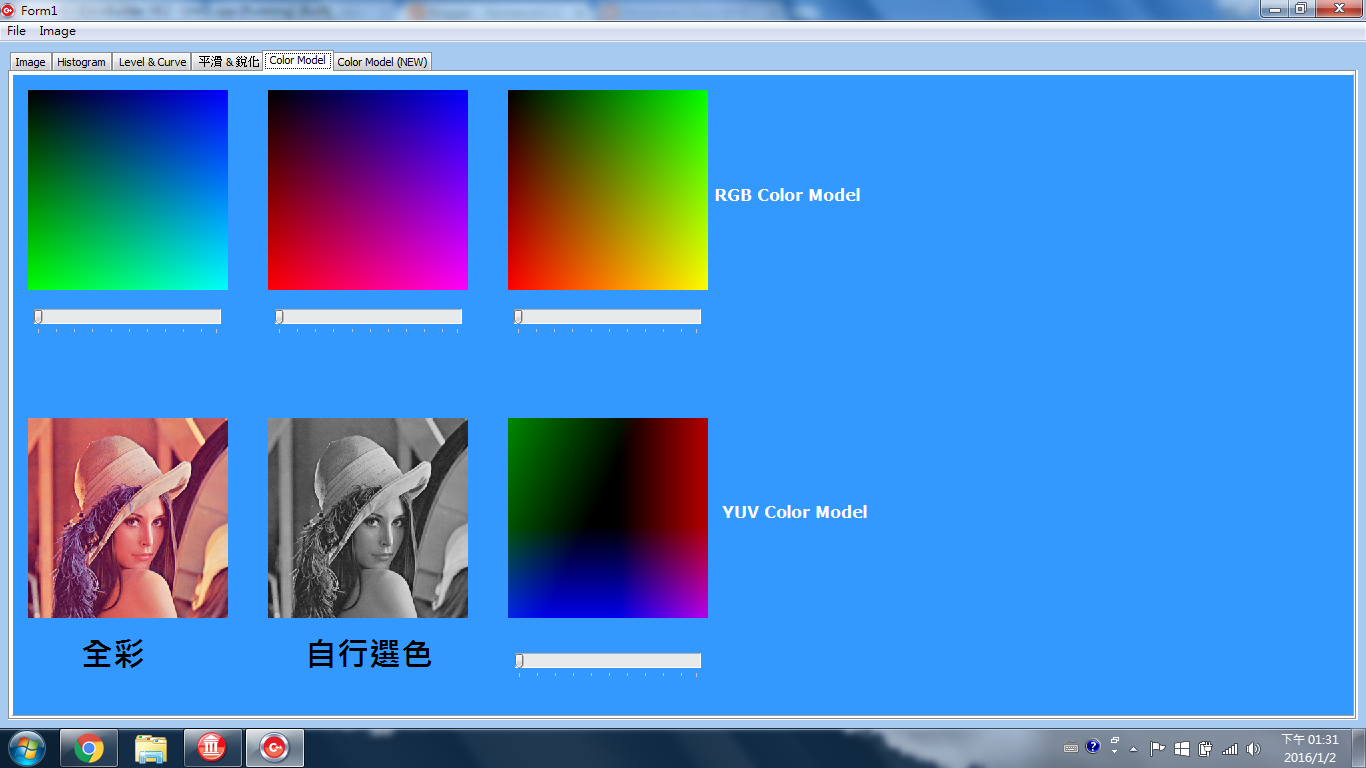 Form1
File Image
Image Histogram Level & Curve 平滑 & 銳化 Color Model Color Model (NEW)
RGB Color Model
YUV Color Model
全彩 自行選色
下午 01:31
2016/1/2